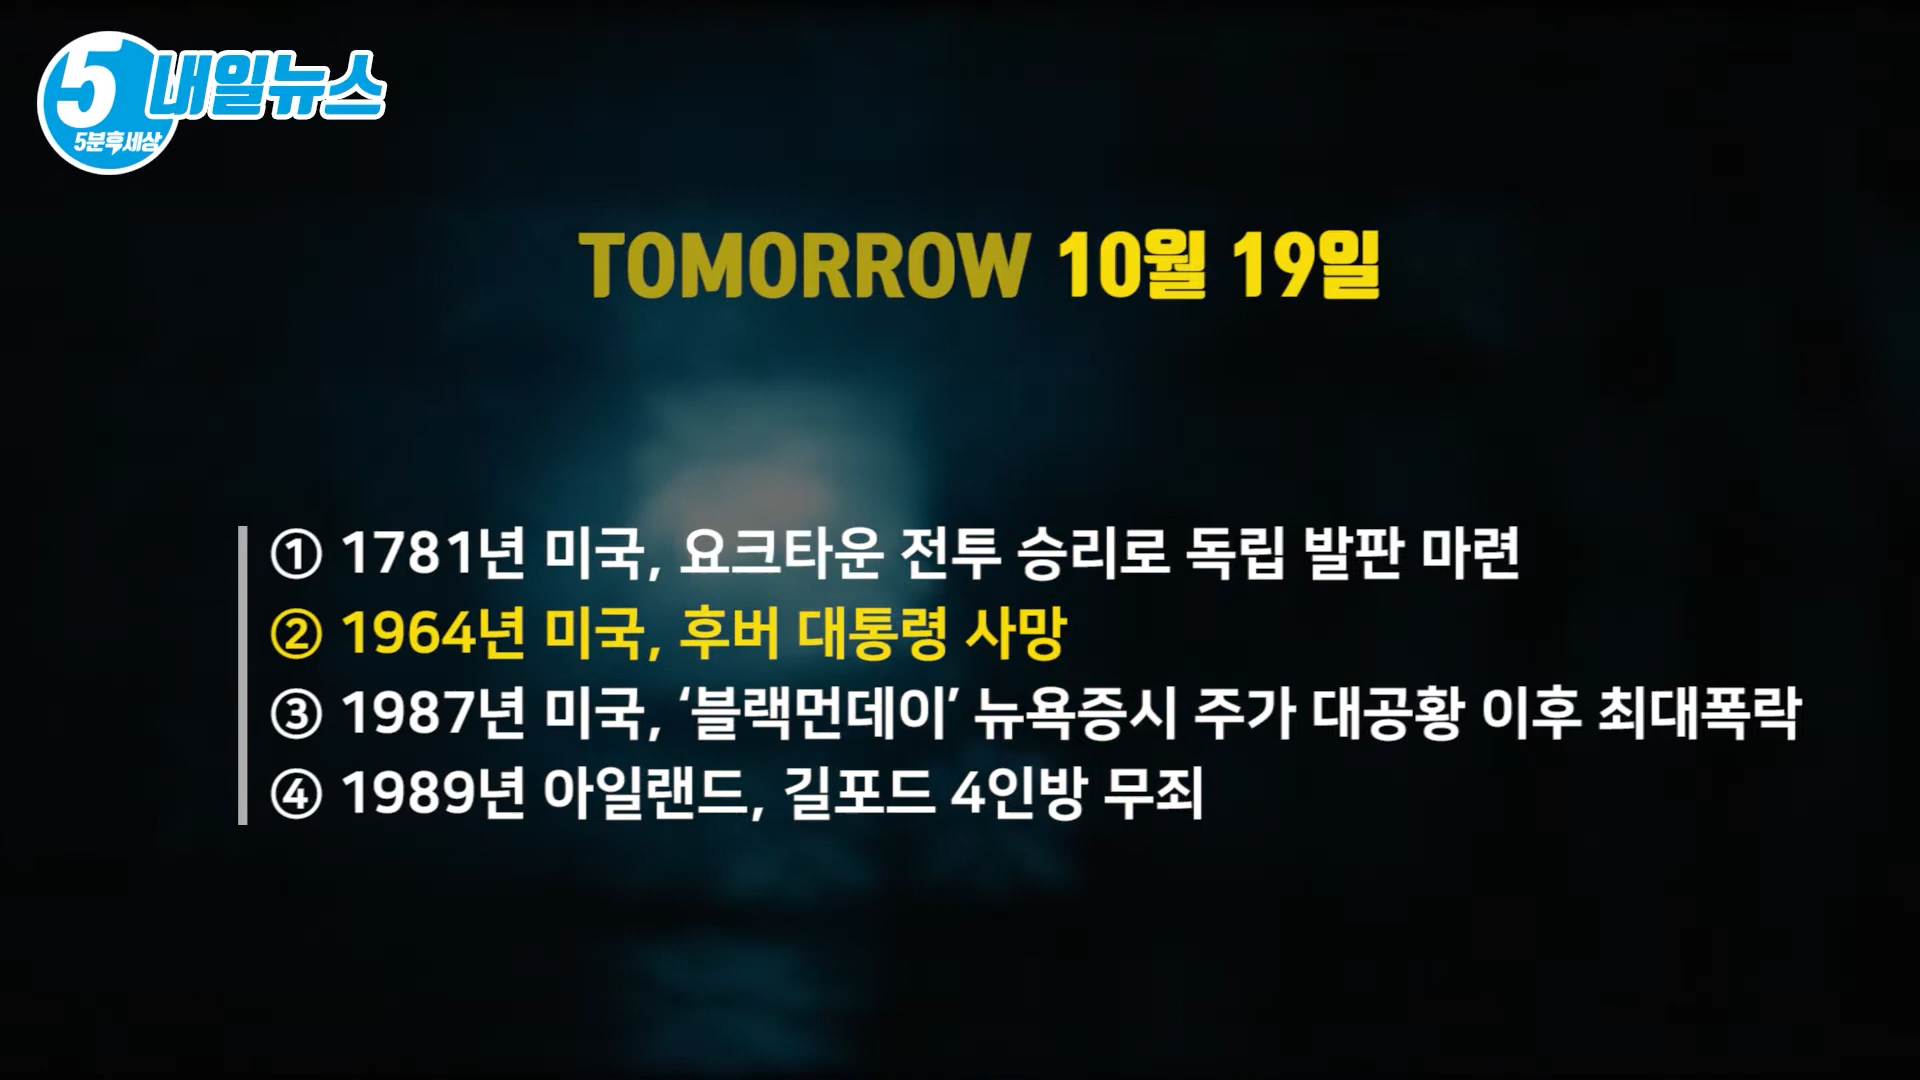 5 내일뉴스
5분후세상
TOMORROW 10월 19일
① 1781년 미국, 요크타운 전투 승리로 독립 발판 마련
② 1964년 미국, 후버 대통령 사망
③ 1987년 미국, ‘블랙먼데이’ 뉴욕증시 주가 대공황 이후 최대폭락
④ 1989년 아일랜드, 길포드 4인방 무죄